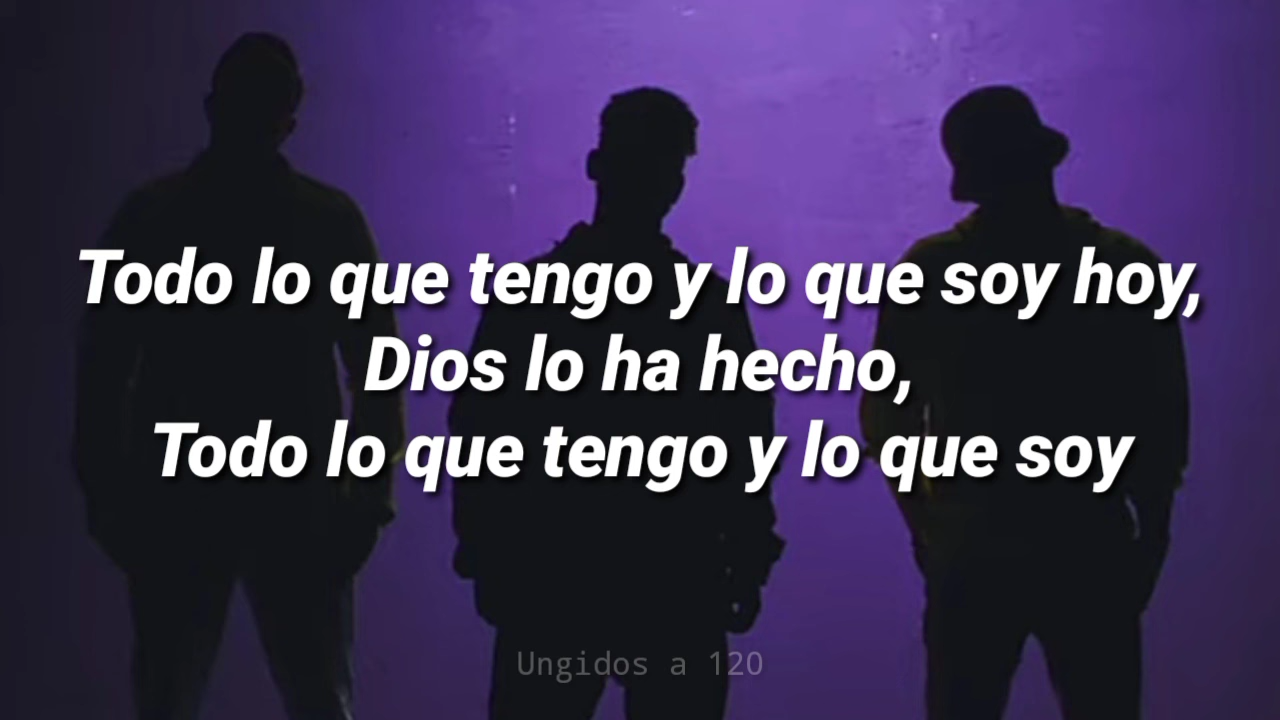 Todo lo que tengo y lo que soy hoy,
Dios lo ha hecho,
Todo lo que tengo y lo que soy
Ungidos a 120